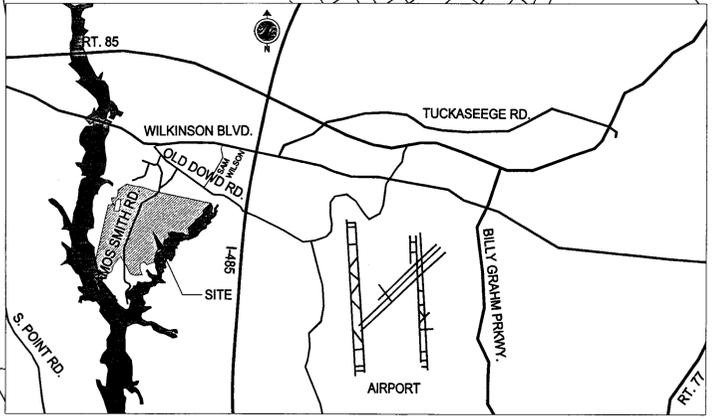 RT. 85
N
TUCKASEEGE RD.
WILKINSON BLVD.
OLD DOWD RD.
SAM
WILSON
AMOS SMITH RD.
I-485
SITE
BILLY GRAHM PRKWY.
S. POINT RD.
AIRPORT
RT. 77